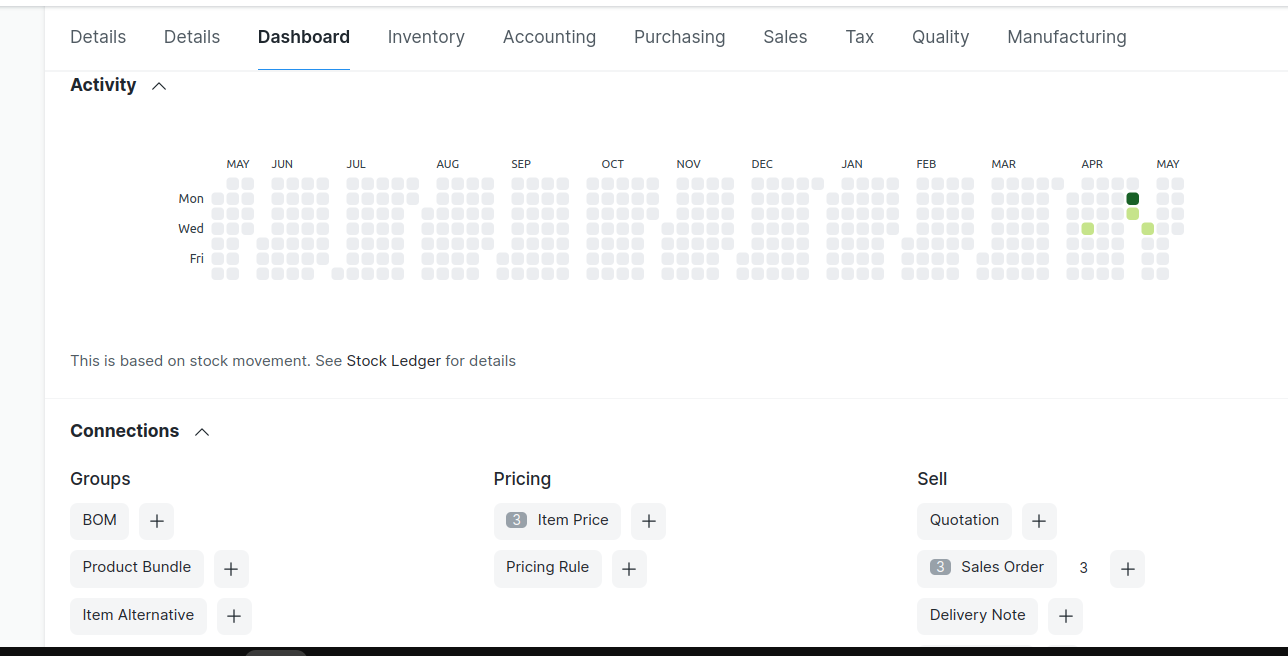 Details Details Dashboard Inventory Accounting Purchasing Sales Tax Quality Manufacturing
Activity
MAY JUN JUL AUG SEP OCT NOV DEC JAN FEB MAR APR MAY
Mon
Wed
Fri
This is based on stock movement. See Stock Ledger for details
Connections
Groups Pricing Sell
BOM + 3 Item Price + Quotation +
Product Bundle + Pricing Rule + 3 Sales Order 3 +
Item Alternative + Delivery Note +